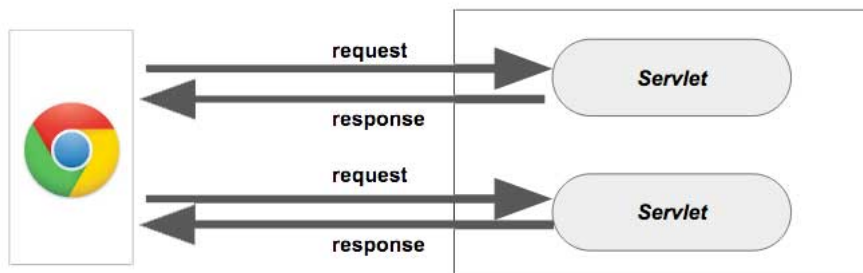 request
Servlet
response
request
Servlet
response